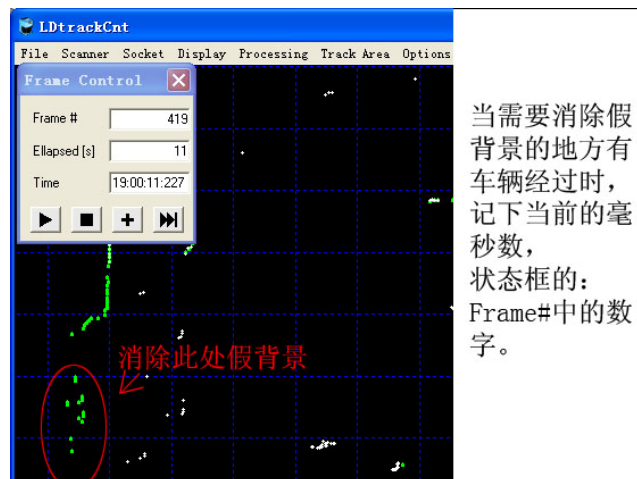 LDtrackCnt
File Scanner Socket Display Processing Track Area Options
Frame Control
Frame # 419
Ellapsed [s] 11
Time 19:00:11:227
消除此处假背景
当需要消除假
背景的地方有
车辆经过时，
记下当前的毫
秒数，
状态框的：
Frame#中的数
字。